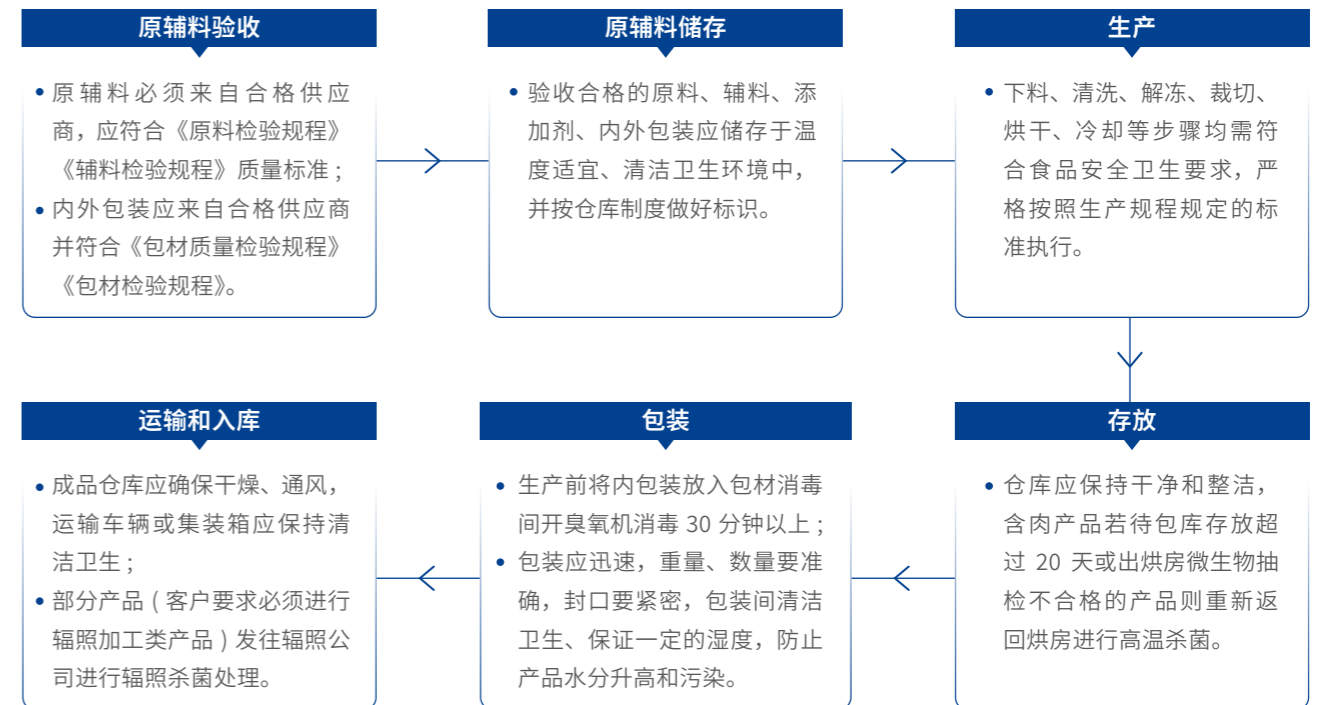 原辅料验收
• 原辅料必须来自合格供应
商，应符合《原料检验规程》
《辅料检验规程》质量标准；
• 内外包装应来自合格供应商
并符合《包材质量检验规程》
《包材检验规程》。
原辅料储存
• 验收合格的原料、辅料、添
加剂、内外包装应储存于温
度适宜、清洁卫生环境中，
并按仓库制度做好标识。
生产
• 下料、清洗、解冻、裁切、
烘干、冷却等步骤均需符
合食品安全卫生要求，严
格按照生产规程规定的标
准执行。
存放
• 仓库应保持干净和整洁，
含肉产品若待包库存放超
过 20 天或出烘房微生物抽
检不合格的产品则重新返
回烘房进行高温杀菌。
包装
• 生产前将内包装放入包材消毒
间开臭氧机消毒 30 分钟以上；
• 包装应迅速，重量、数量要准
确，封口要紧密，包装间清洁
卫生、保证一定的湿度，防止
产品水分升高和污染。
运输和入库
• 成品仓库应确保干燥、通风，
运输车辆或集装箱应保持清
洁卫生；
• 部分产品 ( 客户要求必须进行
辐照加工类产品 ) 发往辐照公
司进行辐照杀菌处理。